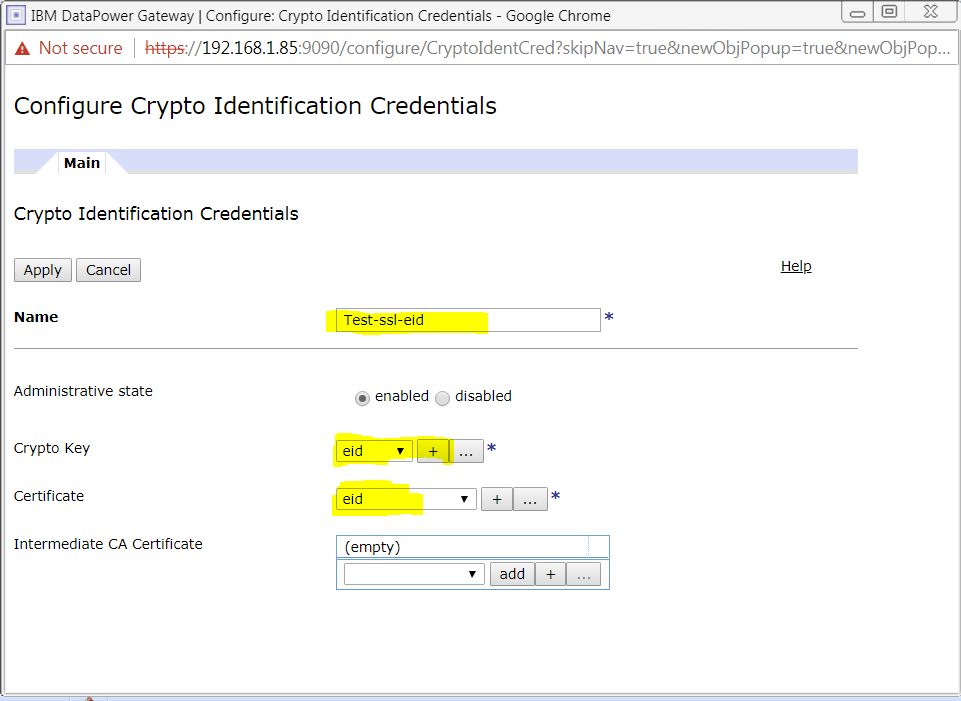 IBM DataPower Gateway | Configure: Crypto Identification Credentials - Google Chrome
Not secure | https://192.168.1.85:9090/configure/CryptoIdentCred?skipNav=true&newObjPopup=true&newObjPop...
Configure Crypto Identification Credentials
Main
Crypto Identification Credentials
Apply Cancel Help
Name Test-ssl-eid *
Administrative state enabled disabled
Crypto Key eid + ... *
Certificate eid + ... *
Intermediate CA Certificate (empty)
add + ...